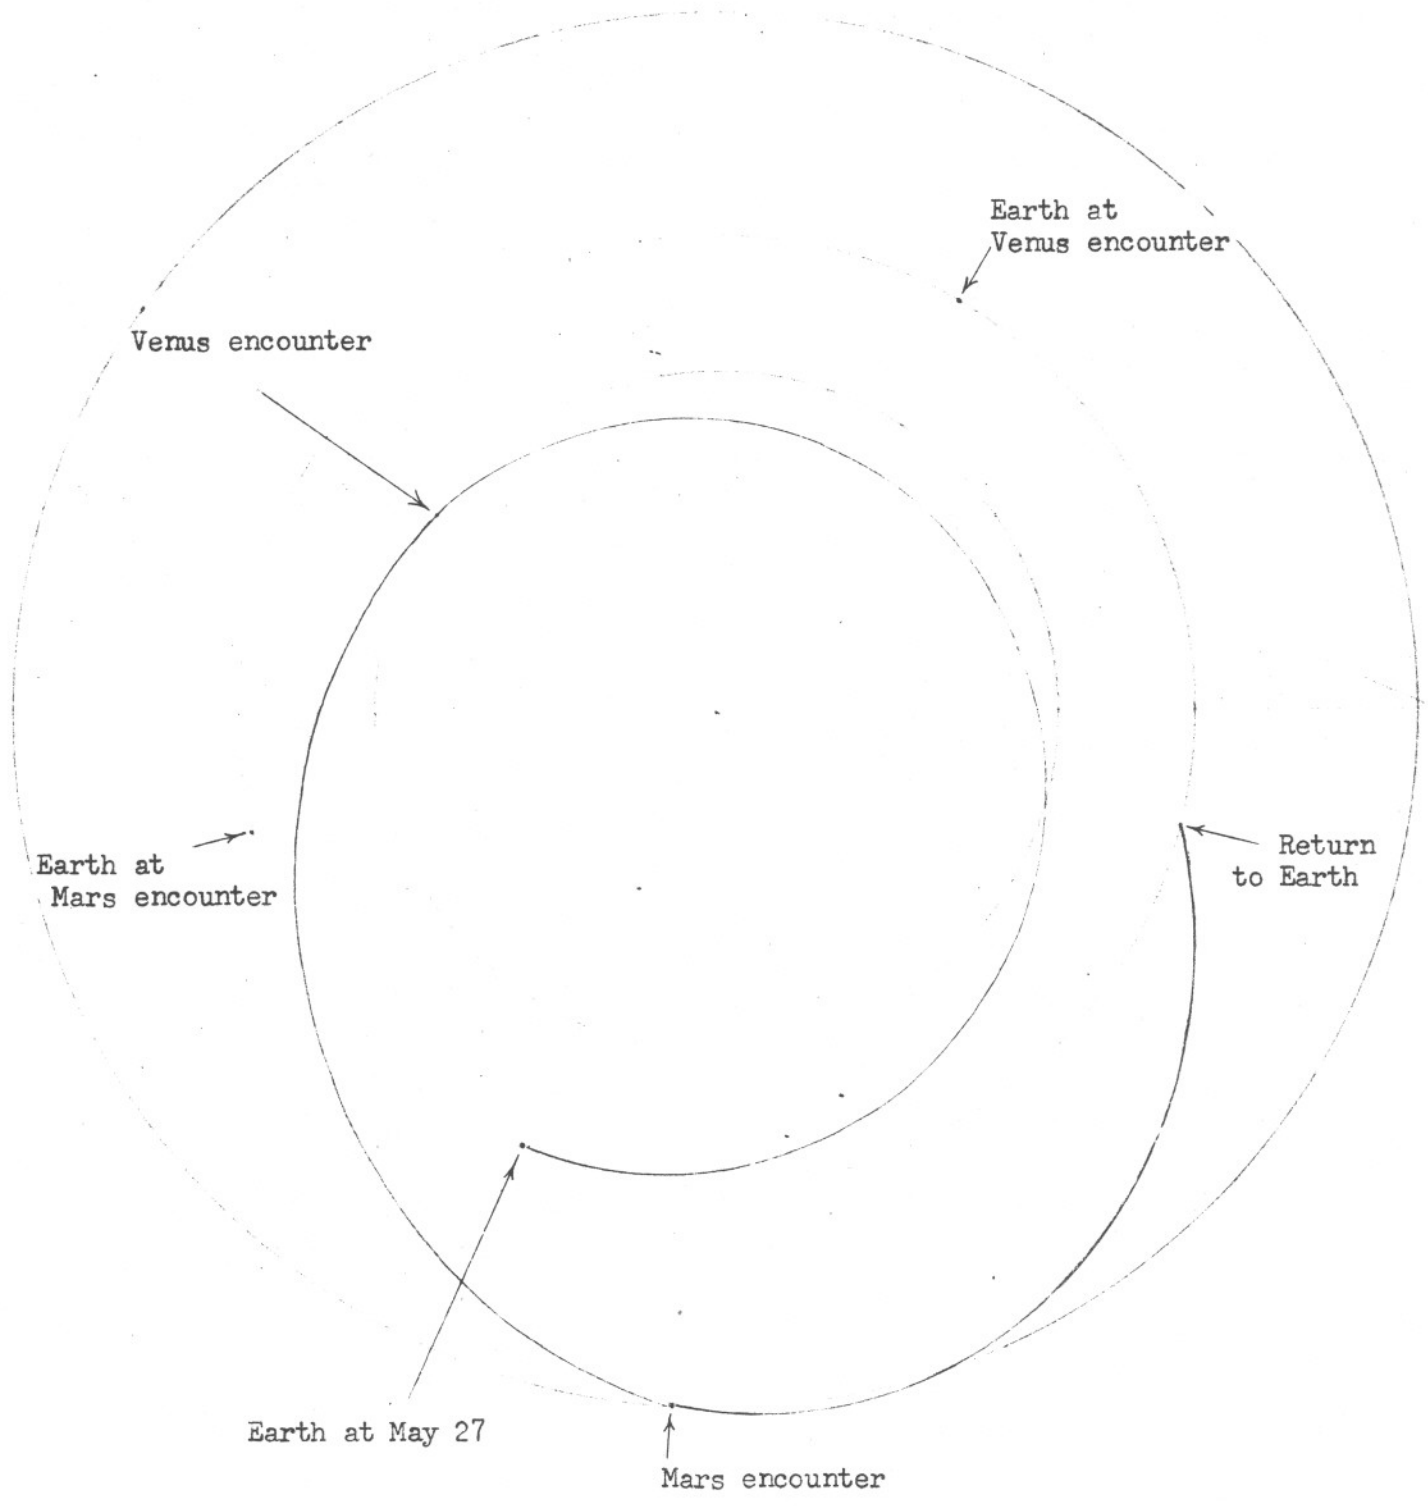 Earth at
Venus encounter
Venus encounter
Earth at
Mars encounter
Return
to Earth
Earth at May 27
Mars encounter